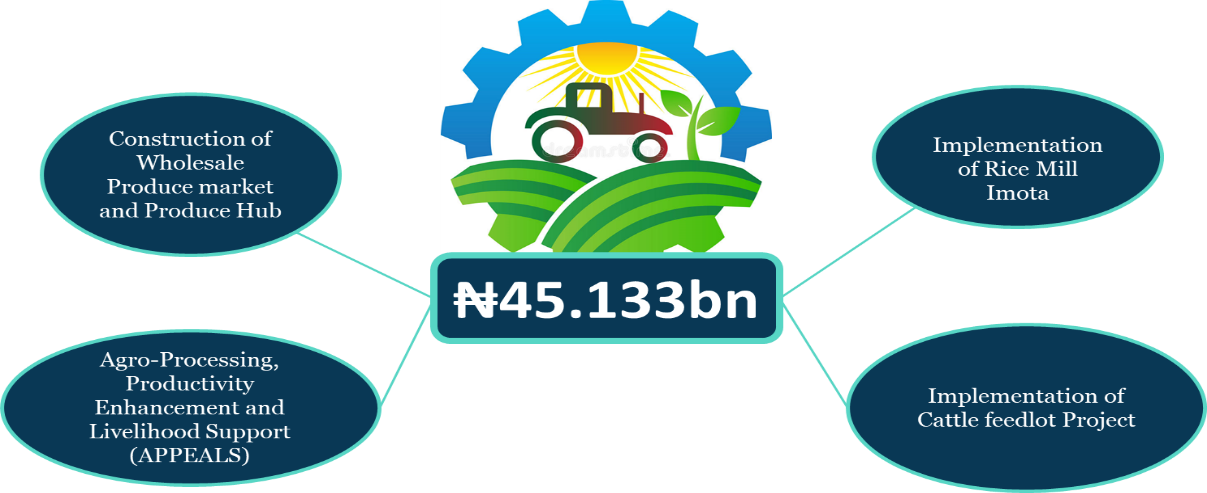 Construction of
Wholesale
Produce market
and Produce Hub
Implementation
of Rice Mill
Imota
₦45.133bn
Agro-Processing,
Productivity
Enhancement and
Livelihood Support
(APPEALS)
Implementation of
Cattle feedlot Project